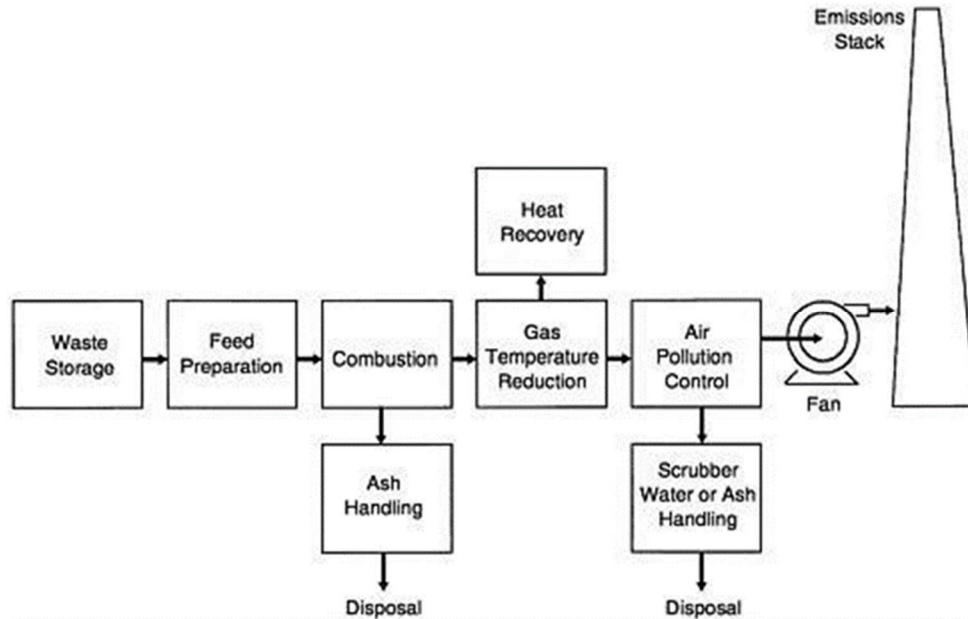 Emissions
Stack
Heat
Recovery
Waste
Storage
Feed
Preparation
Combustion
Gas
Temperature
Reduction
Air
Pollution
Control
Fan
Ash
Handling
Scrubber
Water or Ash
Handling
Disposal
Disposal